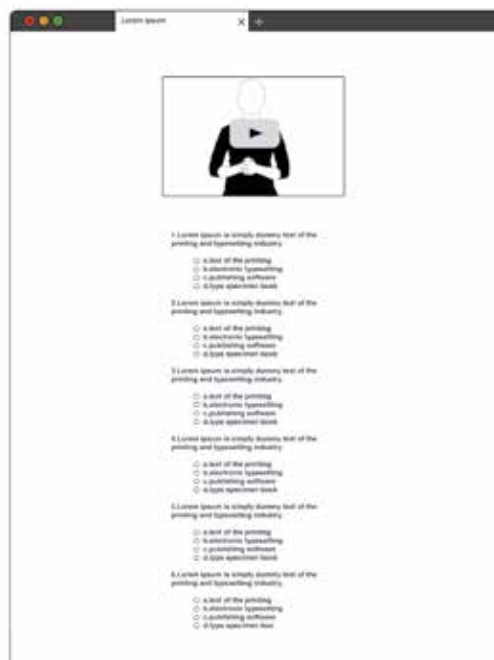 Lorem Ipsum
1.Lorem Ipsum is simply dummy text of the
printing and typesetting industry.
a.text of the printing
b.electronic typesetting
c.publishing software
d.type specimen book
2.Lorem Ipsum is simply dummy text of the
printing and typesetting industry.
a.text of the printing
b.electronic typesetting
c.publishing software
d.type specimen book
3.Lorem Ipsum is simply dummy text of the
printing and typesetting industry.
a.text of the printing
b.electronic typesetting
c.publishing software
d.type specimen book
4.Lorem Ipsum is simply dummy text of the
printing and typesetting industry.
a.text of the printing
b.electronic typesetting
c.publishing software
d.type specimen book
5.Lorem Ipsum is simply dummy text of the
printing and typesetting industry.
a.text of the printing
b.electronic typesetting
c.publishing software
d.type specimen book
6.Lorem Ipsum is simply dummy text of the
printing and typesetting industry.
a.text of the printing
b.electronic typesetting
c.publishing software
d.type specimen